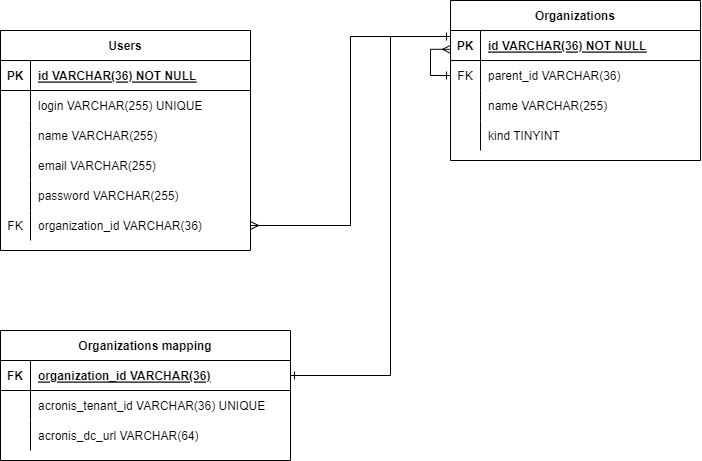 Users
PK id VARCHAR(36) NOT NULL
login VARCHAR(255) UNIQUE
name VARCHAR(255)
email VARCHAR(255)
password VARCHAR(255)
FK organization_id VARCHAR(36)
Organizations
PK id VARCHAR(36) NOT NULL
FK parent_id VARCHAR(36)
name VARCHAR(255)
kind TINYINT
Organizations mapping
FK organization_id VARCHAR(36)
acronis_tenant_id VARCHAR(36) UNIQUE
acronis_dc_url VARCHAR(64)